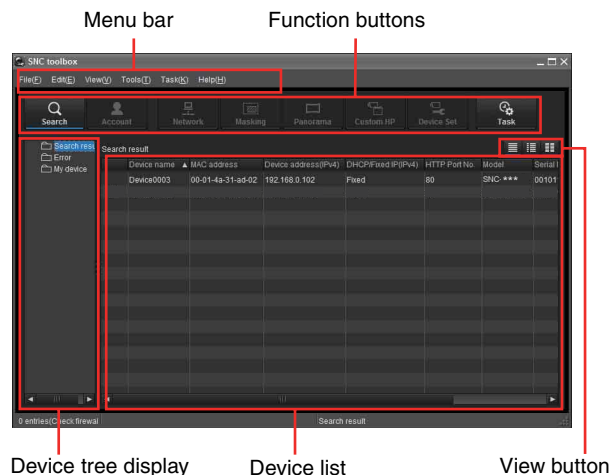 Menu bar
Function buttons
SNC toolbox
File(F) Edit(E) View(V) Tools(T) Task(K) Help(H)
Search Account Network Masking Panorama Custom HP Device Set Task
Search resu
Error
My device
Search result
Device name MAC address Device address(IPv4) DHCP/Fixed IP(IPv4) HTTP Port No. Model Serial
Device0003 00-01-4a-31-ad-02 192.168.0.102 Fixed 80 SNC-*** 00101
0 entries(Check firewal
Search result
Device tree display
Device list
View button